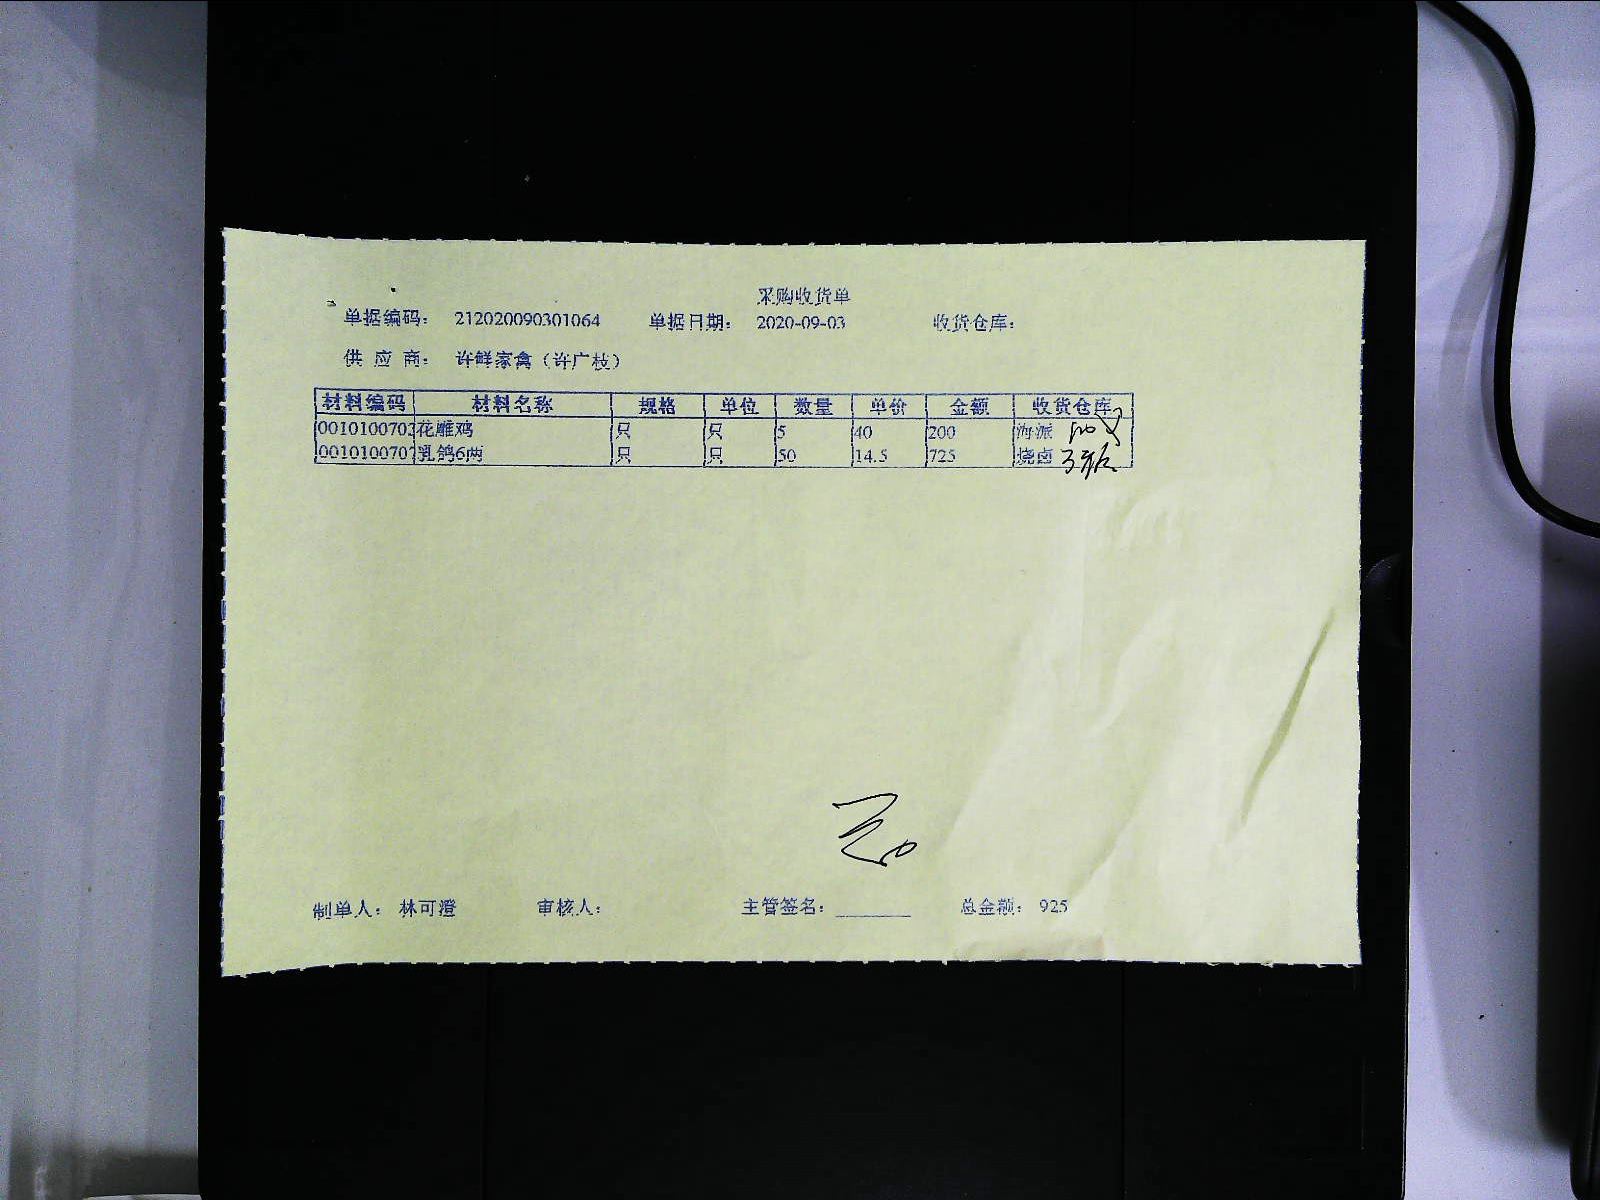 采购收货单
单据编码: 212020090301064 单据日期: 2020-09-03 收货仓库:
供 应 商: 许鲜家禽（许广枝）
材料编码 材料名称 规格 单位 数量 单价 金额 收货仓库
0010100703 花雕鸡 只 只 5 40 200 海派
0010100707 乳鸽6两 只 只 50 14.5 725 烧卤
制单人: 林可澄 审核人: 主管签名: 总金额: 925